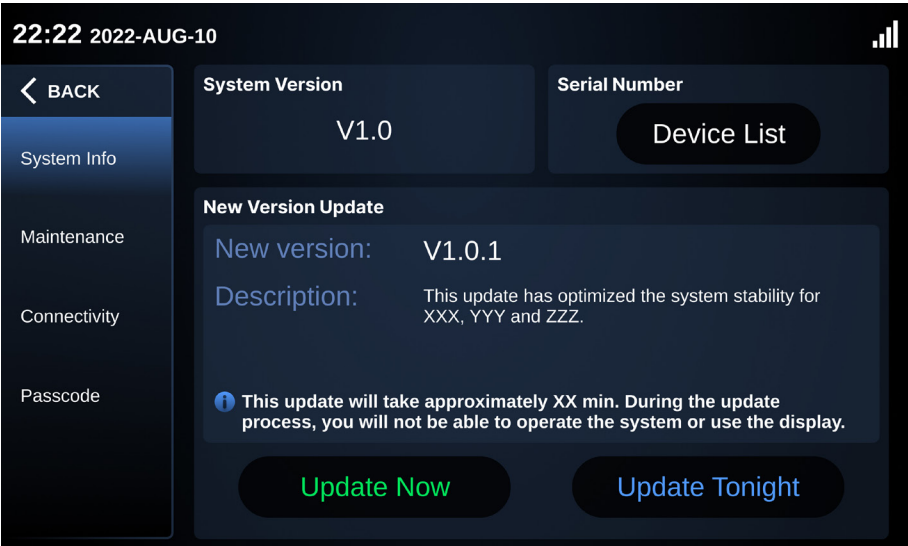 22:22 2022-AUG-10
BACK
System Info
Maintenance
Connectivity
Passcode
System Version
V1.0
Serial Number
Device List
New Version Update
New version: V1.0.1
Description: This update has optimized the system stability for
XXX, YYY and ZZZ.
This update will take approximately XX min. During the update
process, you will not be able to operate the system or use the display.
Update Now
Update Tonight